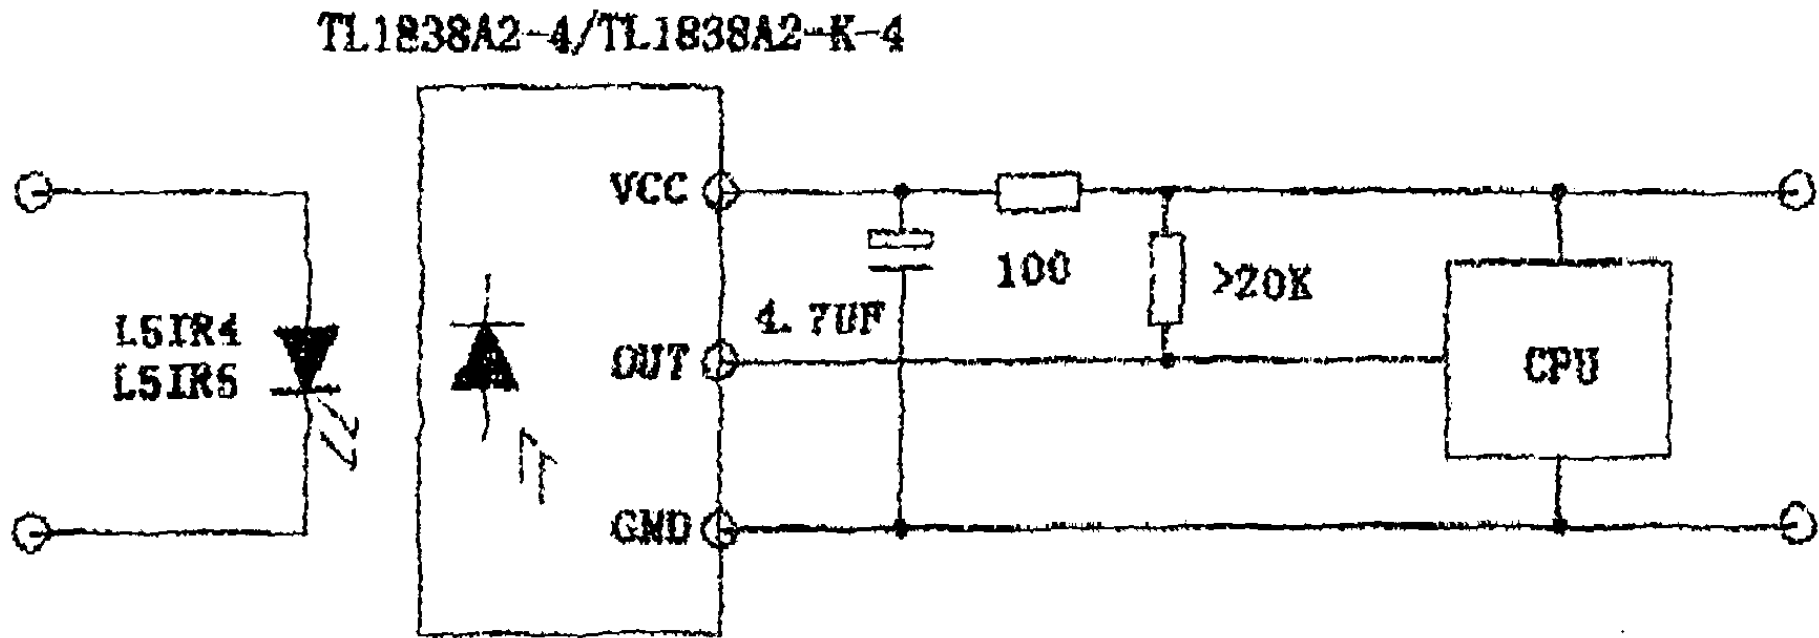 TL1838A2-4/TL1838A2-K-4
VCC
100
>20K
4.7UF
L5IR4
L5IR5
OUT
CPU
GND